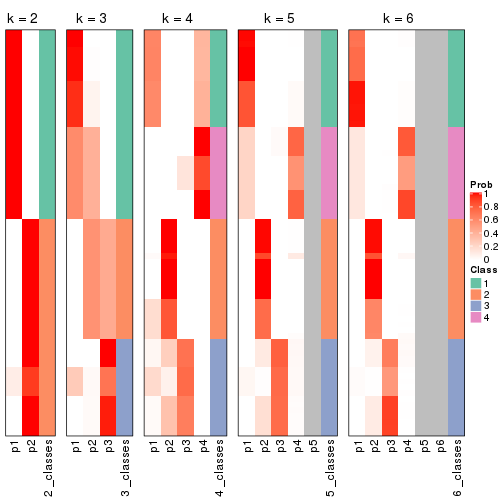 k = 2
k = 3
k = 4
k = 5
k = 6
Prob
1
0.8
0.6
0.4
0.2
0
Class
1
2
3
4
p1
p2
2_classes
p1
p2
p3
3_classes
p1
p2
p3
p4
4_classes
p1
p2
p3
p4
p5
5_classes
p1
p2
p3
p4
p5
p6
6_classes